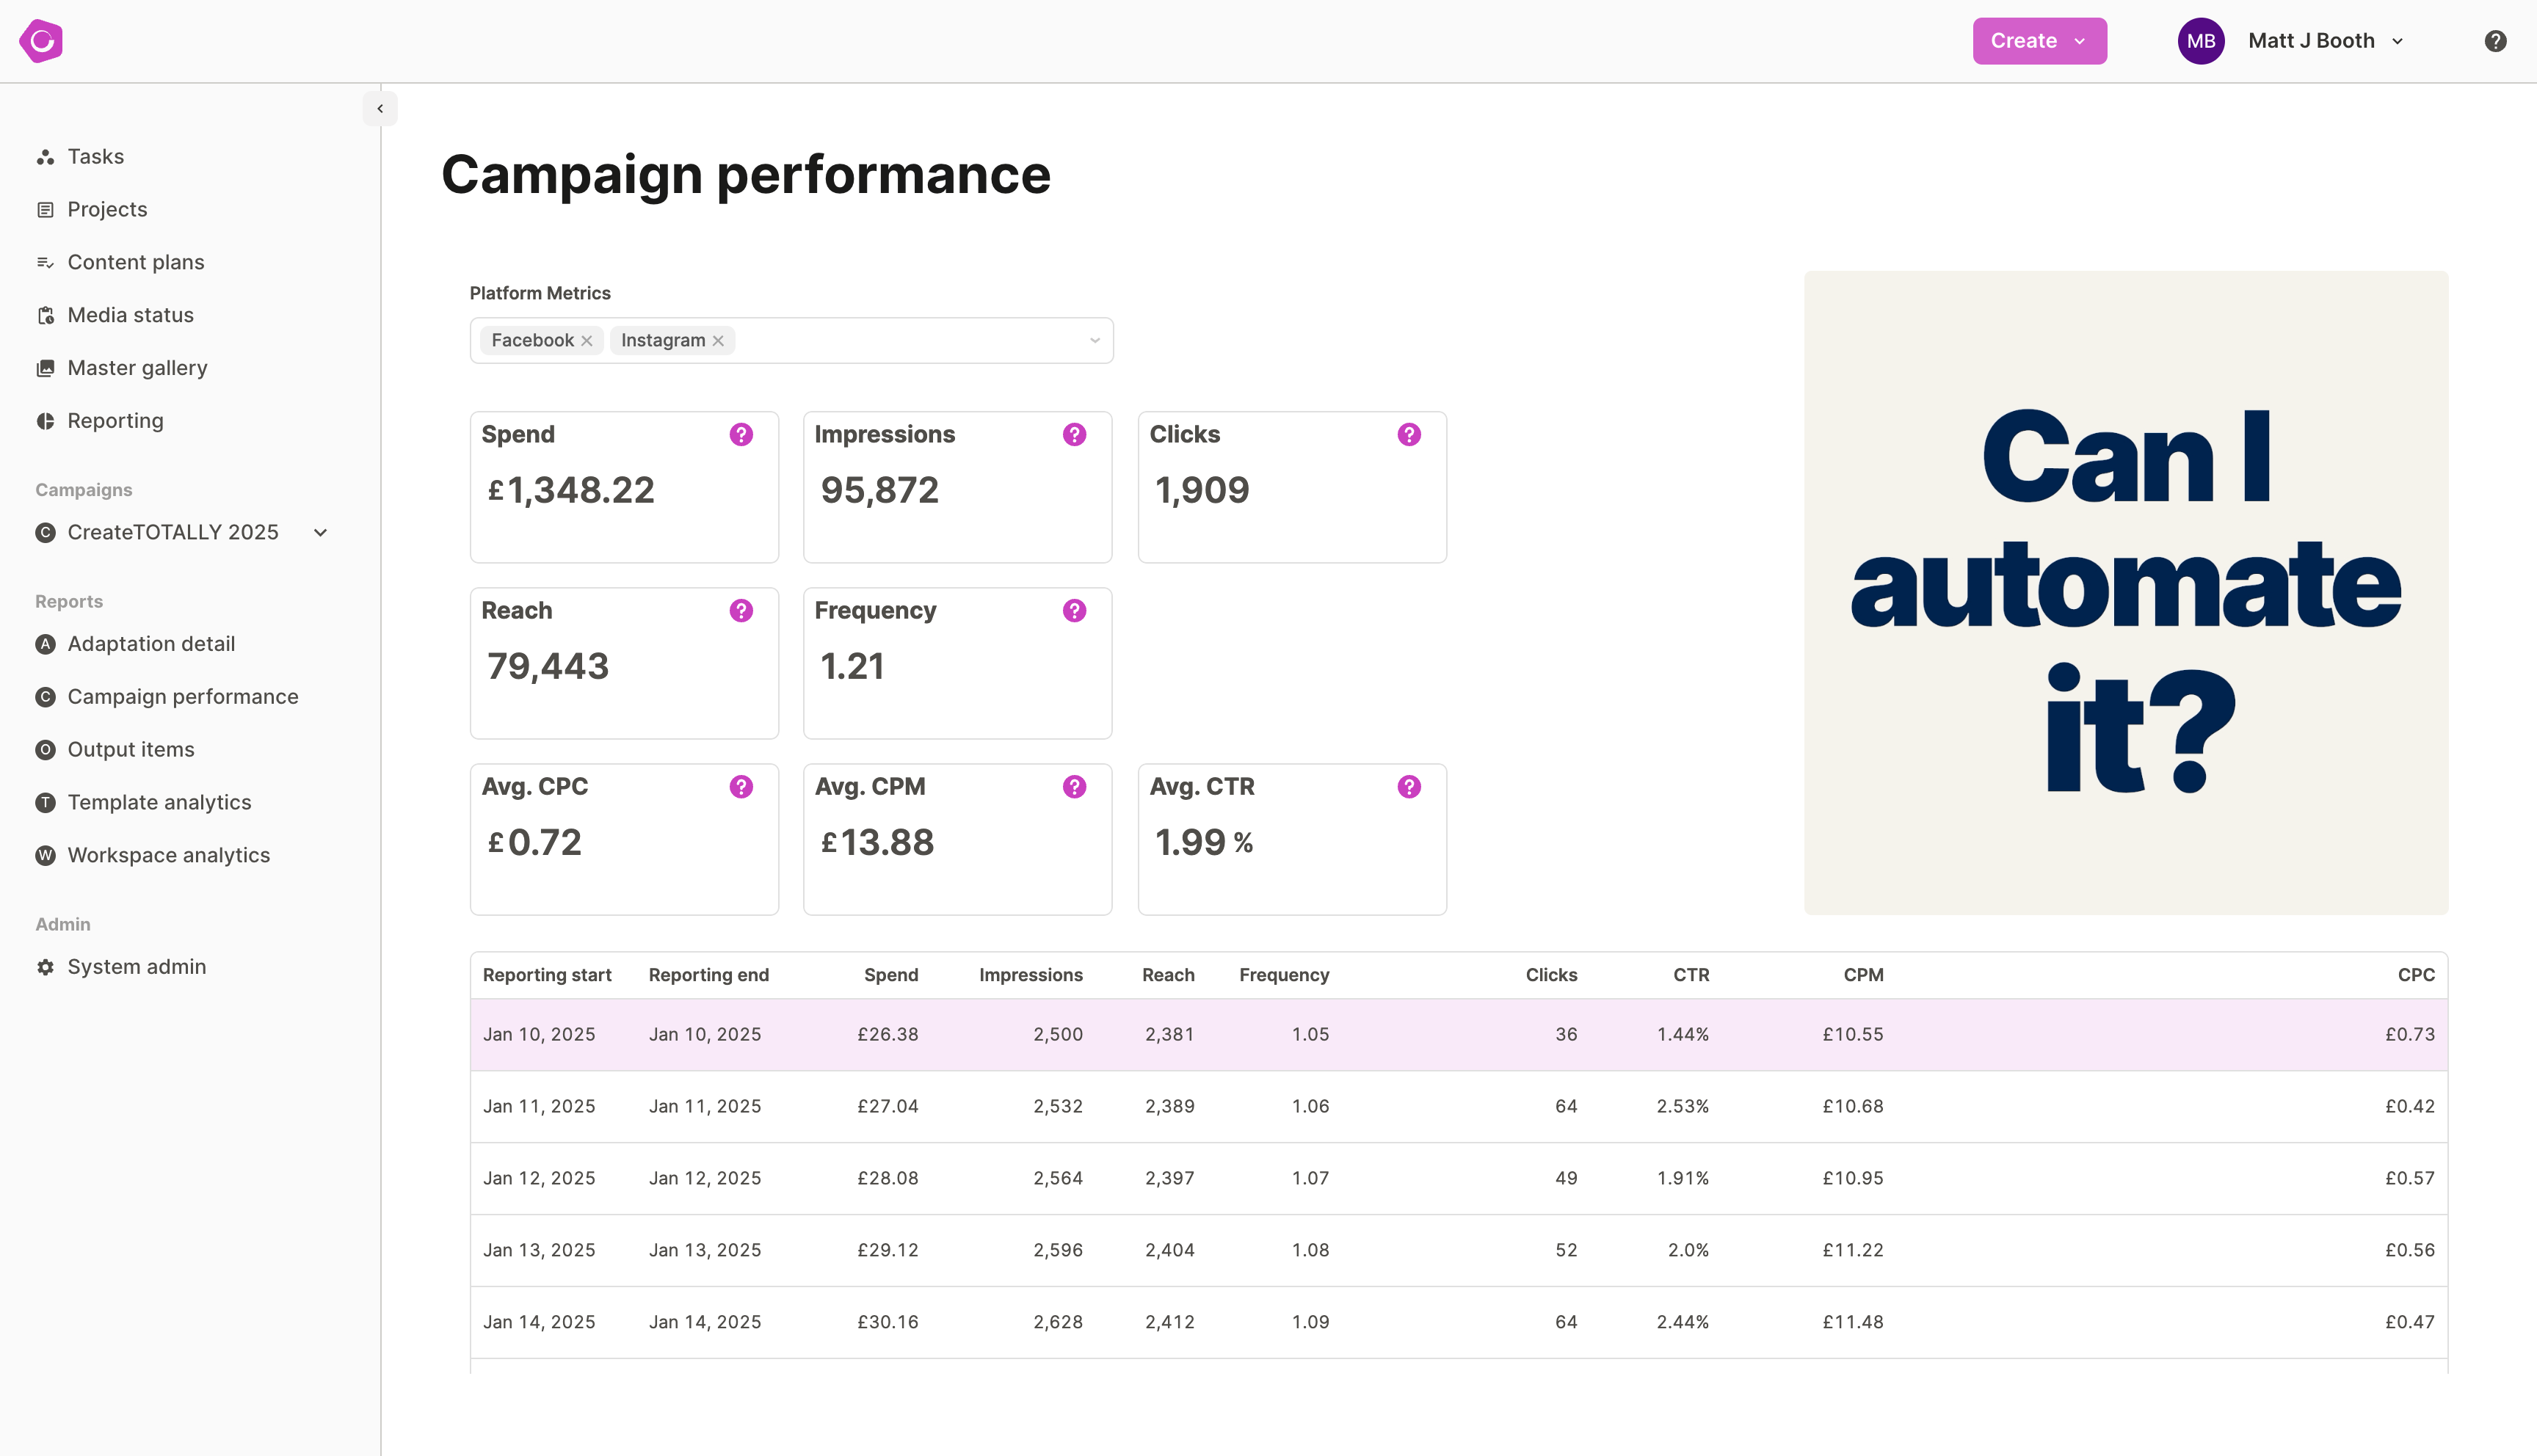 Create
MB
Matt J Booth
?
Tasks
Projects
Content plans
Media status
Master gallery
Reporting
Campaigns
C CreateTOTALLY 2025
Reports
A Adaptation detail
C Campaign performance
O Output items
T Template analytics
W Workspace analytics
Admin
System admin
Campaign performance
Platform Metrics
Facebook × Instagram ×
Spend ? Impressions ? Clicks ?
£1,348.22 95,872 1,909
Reach ? Frequency ?
79,443 1.21
Avg. CPC ? Avg. CPM ? Avg. CTR ?
£0.72 £13.88 1.99 %
Can I
automate
it?
Reporting start Reporting end Spend Impressions Reach Frequency Clicks CTR CPM CPC
Jan 10, 2025 Jan 10, 2025 £26.38 2,500 2,381 1.05 36 1.44% £10.55 £0.73
Jan 11, 2025 Jan 11, 2025 £27.04 2,532 2,389 1.06 64 2.53% £10.68 £0.42
Jan 12, 2025 Jan 12, 2025 £28.08 2,564 2,397 1.07 49 1.91% £10.95 £0.57
Jan 13, 2025 Jan 13, 2025 £29.12 2,596 2,404 1.08 52 2.0% £11.22 £0.56
Jan 14, 2025 Jan 14, 2025 £30.16 2,628 2,412 1.09 64 2.44% £11.48 £0.47